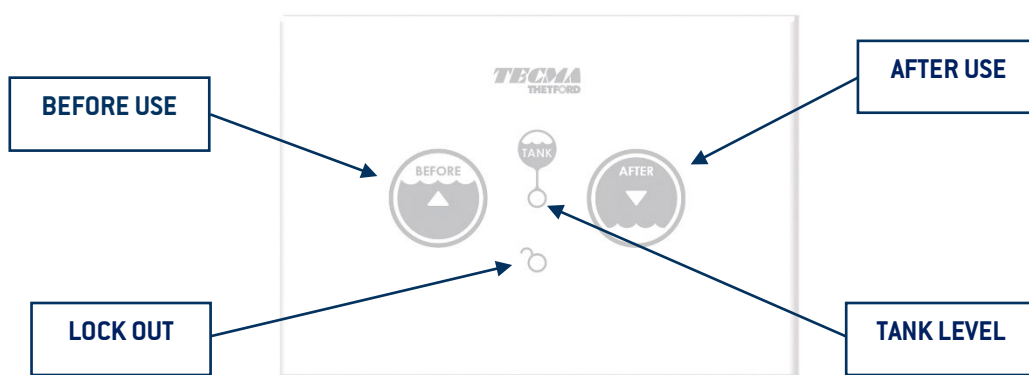 TECMA
THETFORD
AFTER USE
BEFORE USE
TANK
BEFORE
AFTER
LOCK OUT
TANK LEVEL